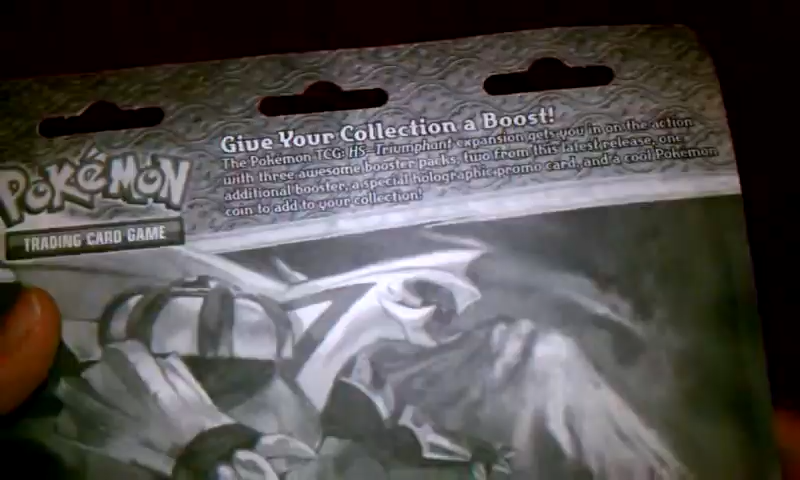 Give Your Collection a Boost!
The Pokémon TCG: HS-Triumphant expansion gets you in on the action
with three awesome booster packs, two from this latest release, one
additional booster, a special holographic promo card, and a cool Pokémon
coin to add to your collection!
POKéMON
TRADING CARD GAME